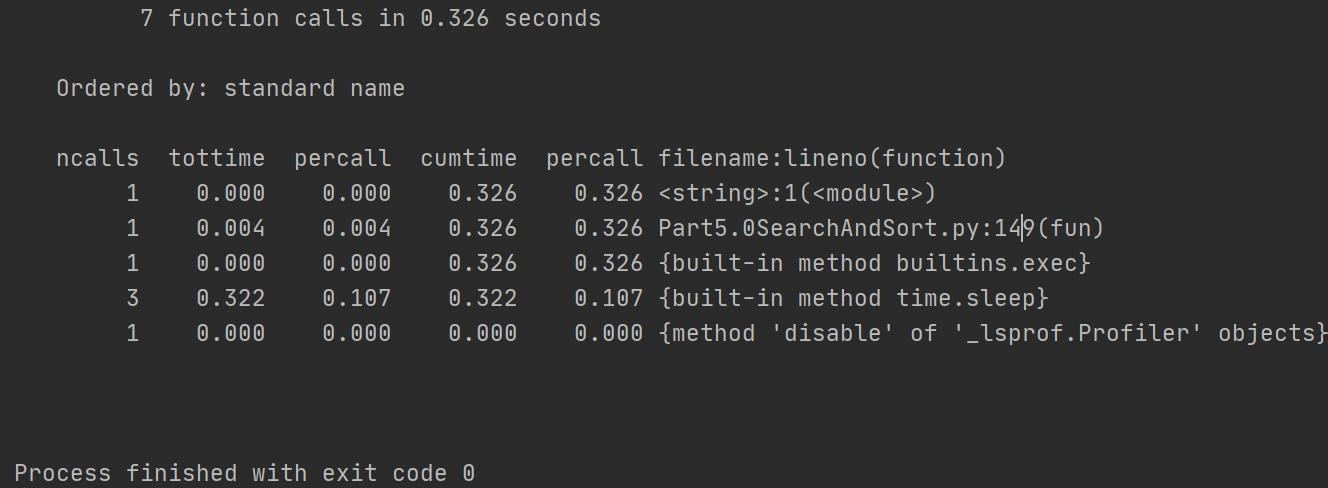 7 function calls in 0.326 seconds
Ordered by: standard name
ncalls  tottime  percall  cumtime  percall filename:lineno(function)
1    0.000    0.000    0.326    0.326 <string>:1(<module>)
1    0.004    0.004    0.326    0.326 Part5.0SearchAndSort.py:149(fun)
1    0.000    0.000    0.326    0.326 {built-in method builtins.exec}
3    0.322    0.107    0.322    0.107 {built-in method time.sleep}
1    0.000    0.000    0.000    0.000 {method 'disable' of '_lsprof.Profiler' objects}
Process finished with exit code 0